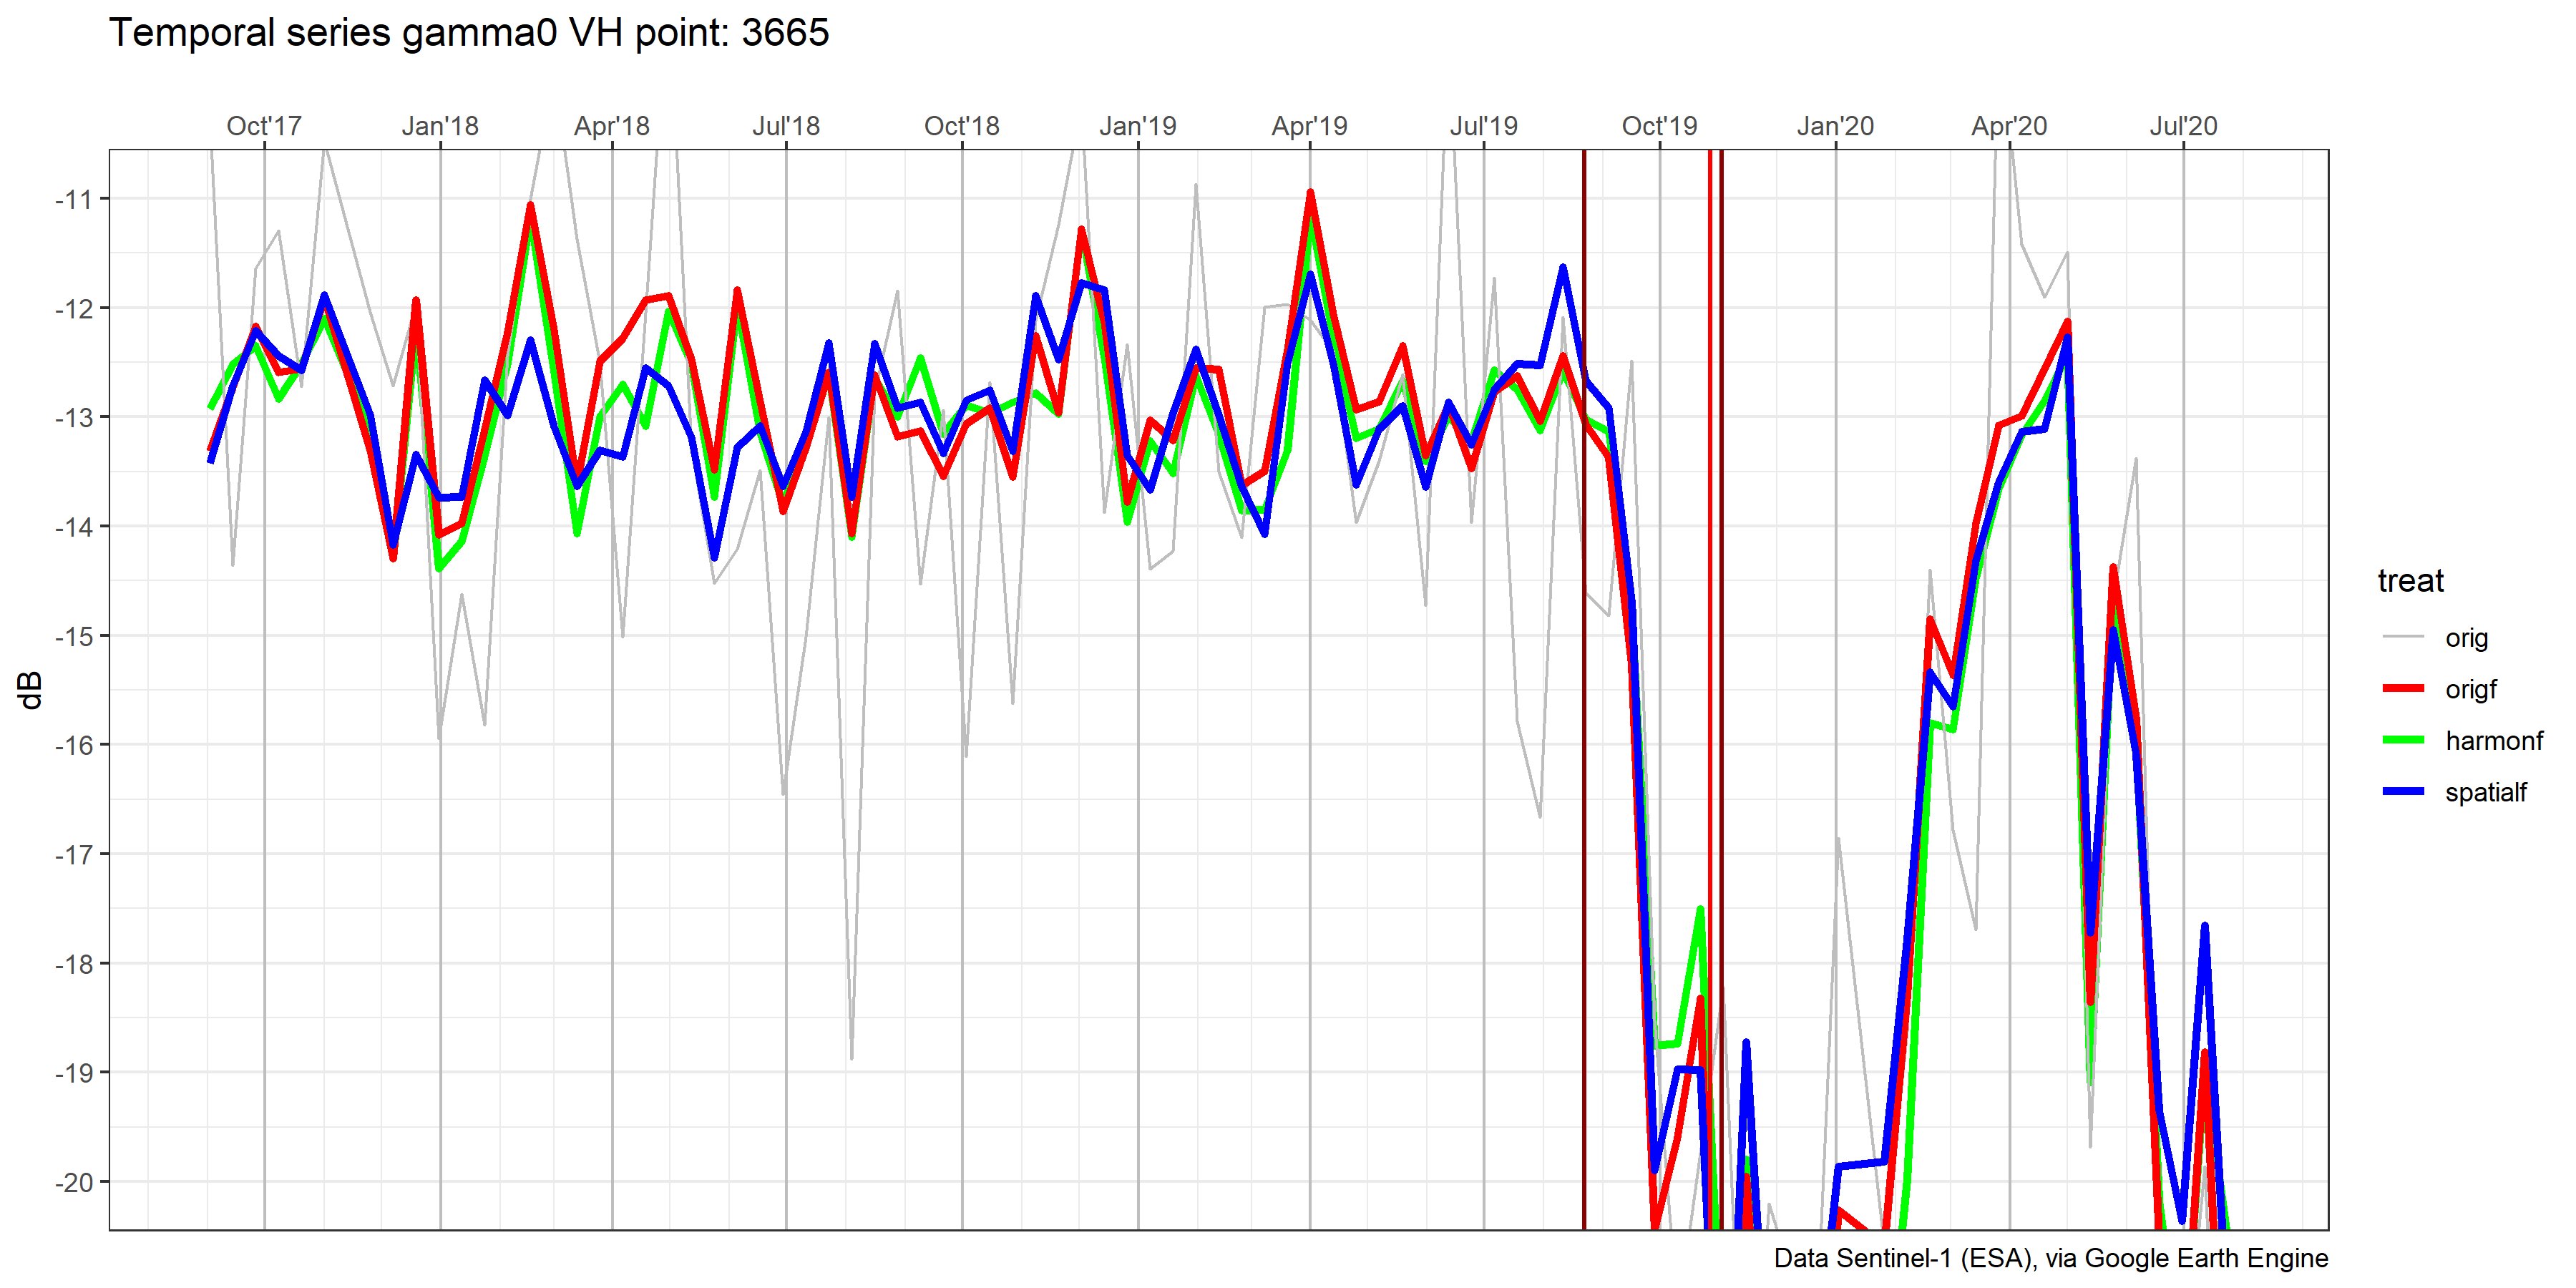 Temporal series gamma0 VH point: 3665
Oct'17 Jan'18 Apr'18 Jul'18 Oct'18 Jan'19 Apr'19 Jul'19 Oct'19 Jan'20 Apr'20 Jul'20
-11
-12
-13
-14
-15
-16
-17
-18
-19
-20
dB
treat
orig
origf
harmonf
spatialf
Data Sentinel-1 (ESA), via Google Earth Engine